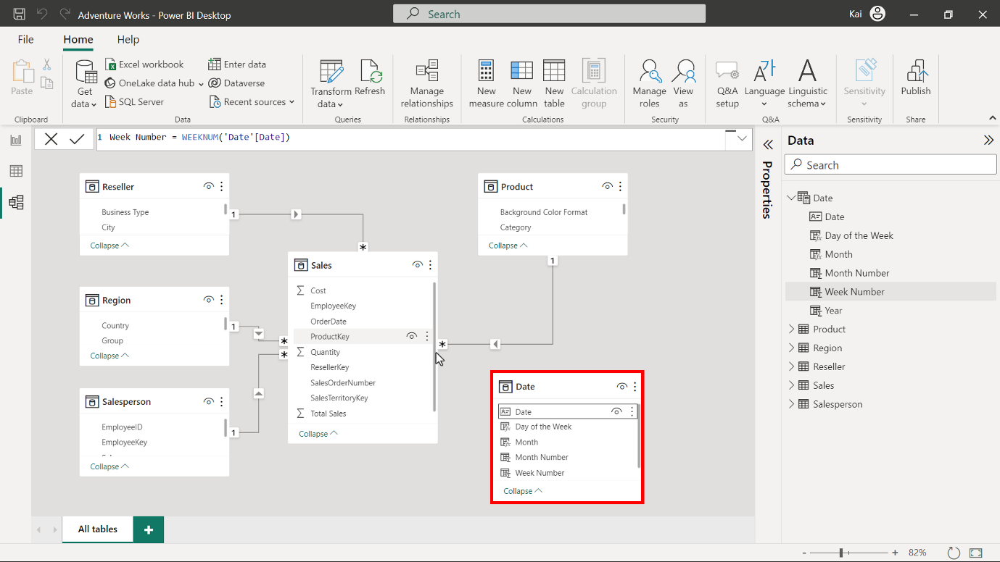 Adventure Works - Power BI Desktop
Search
Kai
File
Home
Help
Paste
Clipboard
Get data
Excel workbook
OneLake data hub
SQL Server
Enter data
Dataverse
Recent sources
Data
Transform data
Refresh
Queries
Manage relationships
Relationships
New measure
New column
New table
Calculation group
Calculations
Manage roles
View as
Security
Q&A setup
Language
Linguistic schema
Q&A
Sensitivity
Sensitivity
Publish
Share
1 Week Number = WEEKNUM('Date'[Date])
Reseller
Business Type
City
Collapse
1
*
Region
Country
Group
Collapse
1
*
Salesperson
EmployeeID
EmployeeKey
Collapse
1
*
Sales
Cost
EmployeeKey
OrderDate
ProductKey
Quantity
ResellerKey
SalesOrderNumber
SalesTerritoryKey
Total Sales
Collapse
Product
Background Color Format
Category
Collapse
1
*
Date
Date
Day of the Week
Month
Month Number
Week Number
Collapse
Properties
Data
Search
Date
Date
Day of the Week
Month
Month Number
Week Number
Year
Product
Region
Reseller
Sales
Salesperson
All tables
+
- + 82%